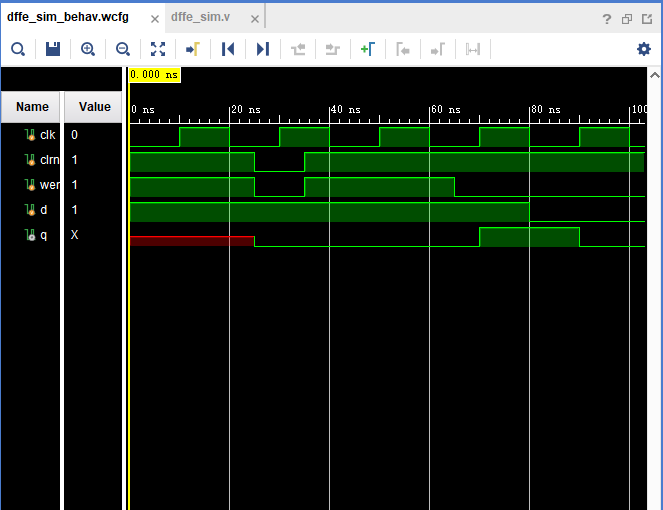 dffe_sim_behav.wcfg dffe_sim.v
0.000 ns
0 ns 20 ns 40 ns 60 ns 80 ns 100
Name Value
clk 0
clrn 1
wer 1
d 1
q X